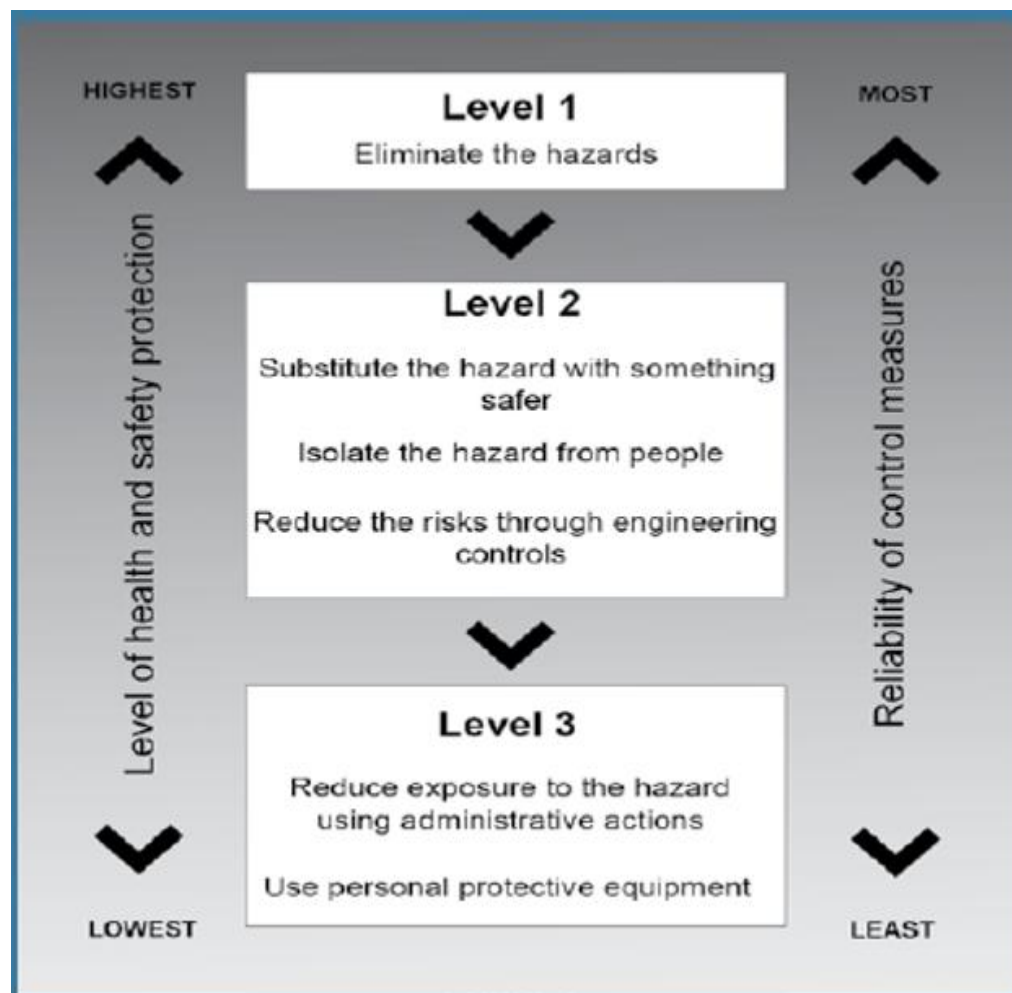 HIGHEST
MOST
Level 1
Eliminate the hazards
Level of health and safety protection
Reliability of control measures
Level 2
Substitute the hazard with something
safer
Isolate the hazard from people
Reduce the risks through engineering
controls
Level 3
Reduce exposure to the hazard
using administrative actions
Use personal protective equipment
LOWEST
LEAST